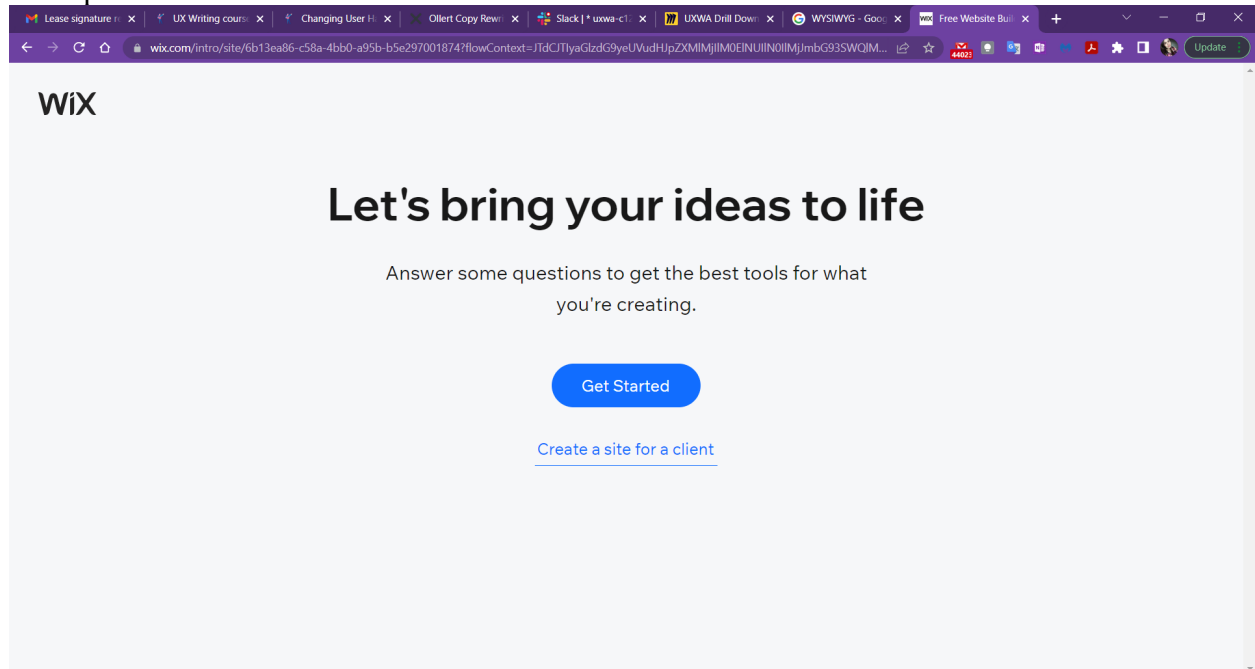 Lease signature
UX Writing course
Changing User H
Ollert Copy Rewri
Slack | * uxwa-c1
UXWA Drill Down
WYSIWYG - Goog
WIX
Free Website Buil
wix.com/intro/site/6b13ea86-c58a-4bb0-a95b-b5e297001874?flowContext=
44023
Update
WiX
Let's bring your ideas to life
Answer some questions to get the best tools for what
you're creating.
Get Started
Create a site for a client